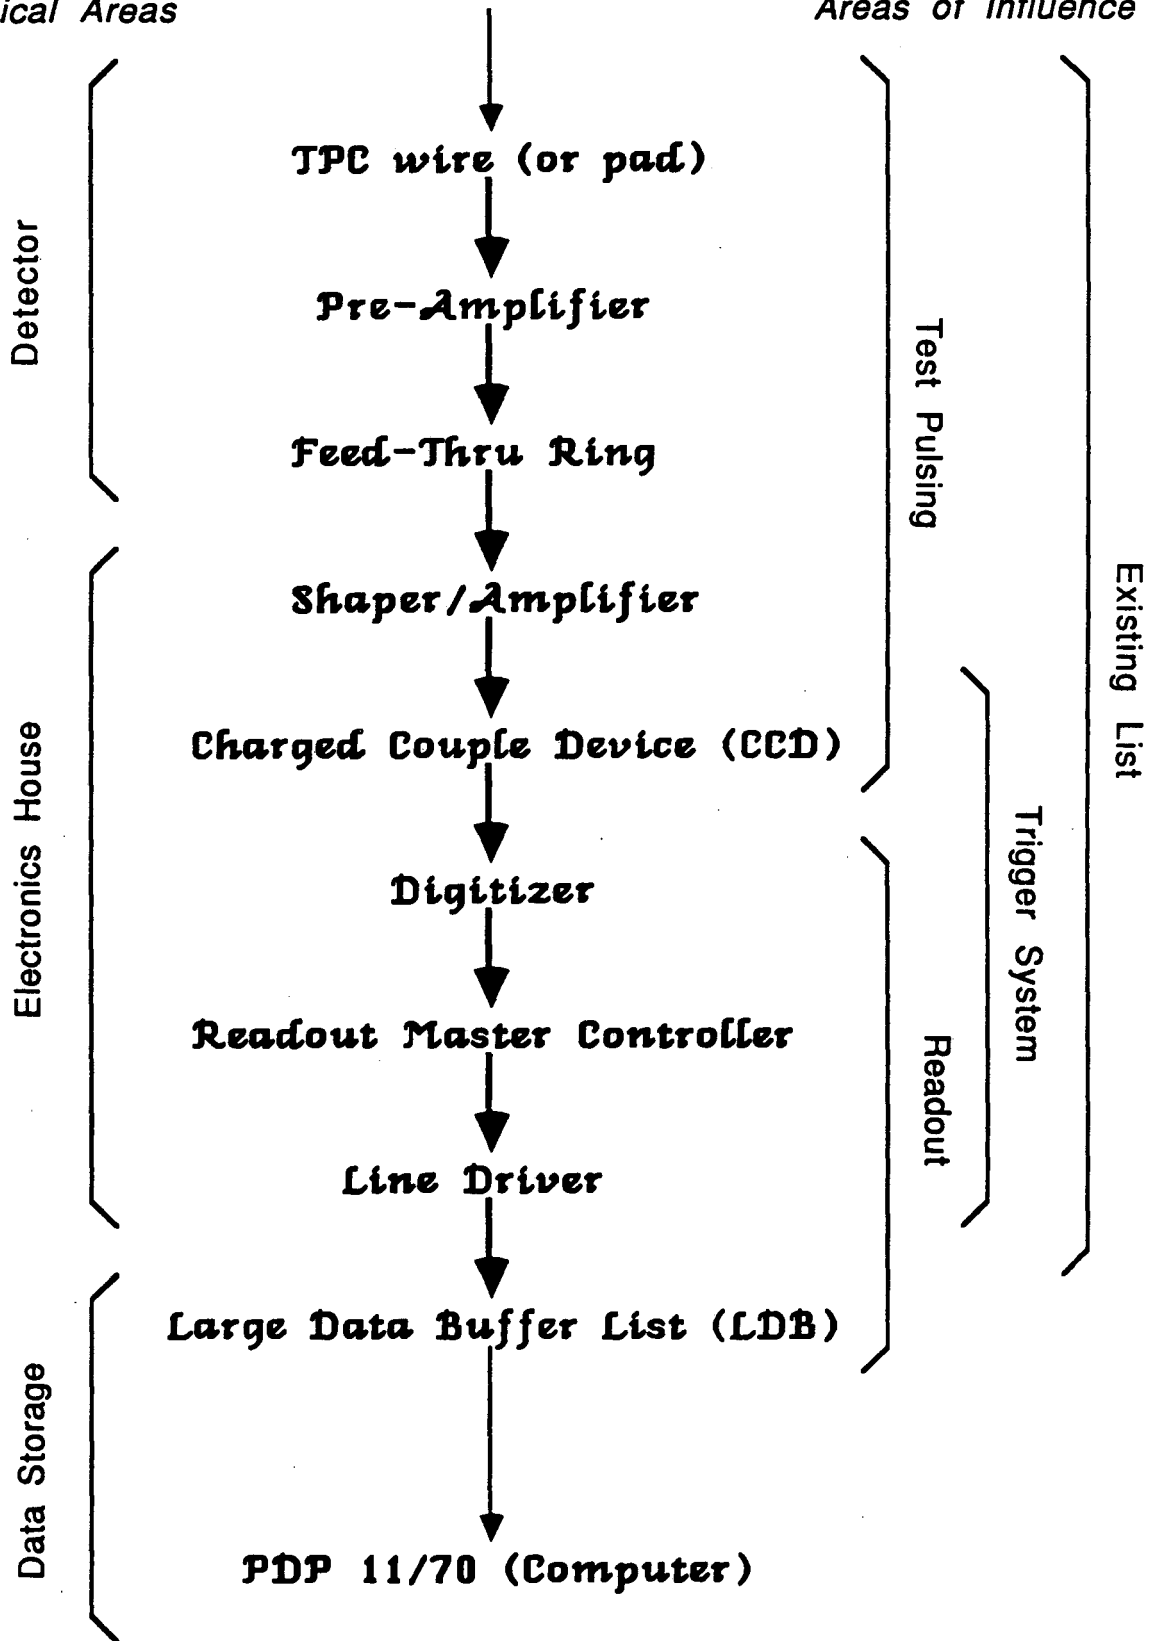 ical Areas
Areas of Influence
TPC wire (or pad)
Pre-Amplifier
Feed-Thru Ring
Shaper/Amplifier
Charged Couple Device (CCD)
Digitizer
Readout Master Controller
Line Driver
Large Data Buffer List (LDB)
PDP 11/70 (Computer)
Detector
Electronics House
Data Storage
Test Pulsing
Readout
Trigger System
Existing List